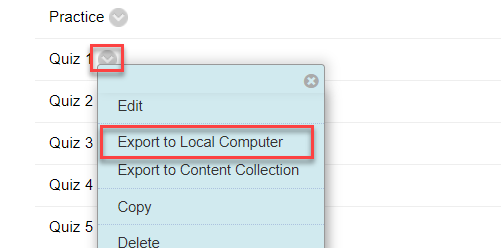 Practice
Quiz 1
Edit
Quiz 2
Export to Local Computer
Quiz 3
Export to Content Collection
Quiz 4
Copy
Quiz 5
Delete